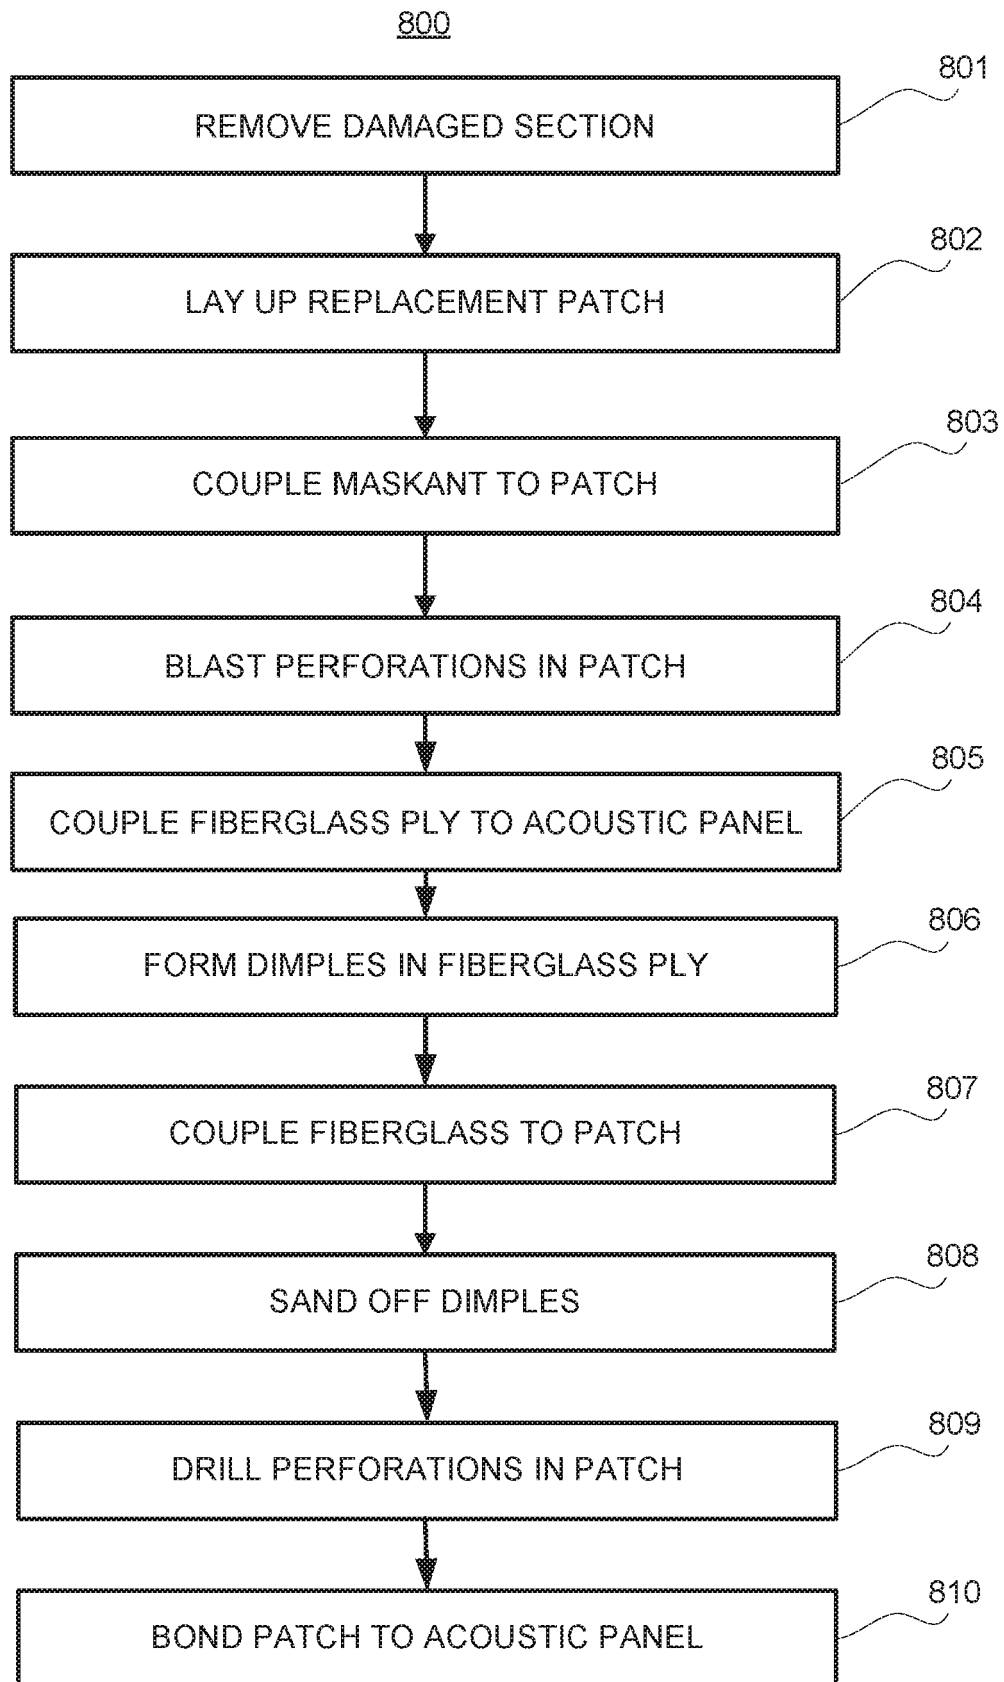 800
801
REMOVE DAMAGED SECTION
802
LAY UP REPLACEMENT PATCH
803
COUPLE MASKANT TO PATCH
804
BLAST PERFORATIONS IN PATCH
805
COUPLE FIBERGLASS PLY TO ACOUSTIC PANEL
806
FORM DIMPLES IN FIBERGLASS PLY
807
COUPLE FIBERGLASS TO PATCH
808
SAND OFF DIMPLES
809
DRILL PERFORATIONS IN PATCH
810
BOND PATCH TO ACOUSTIC PANEL